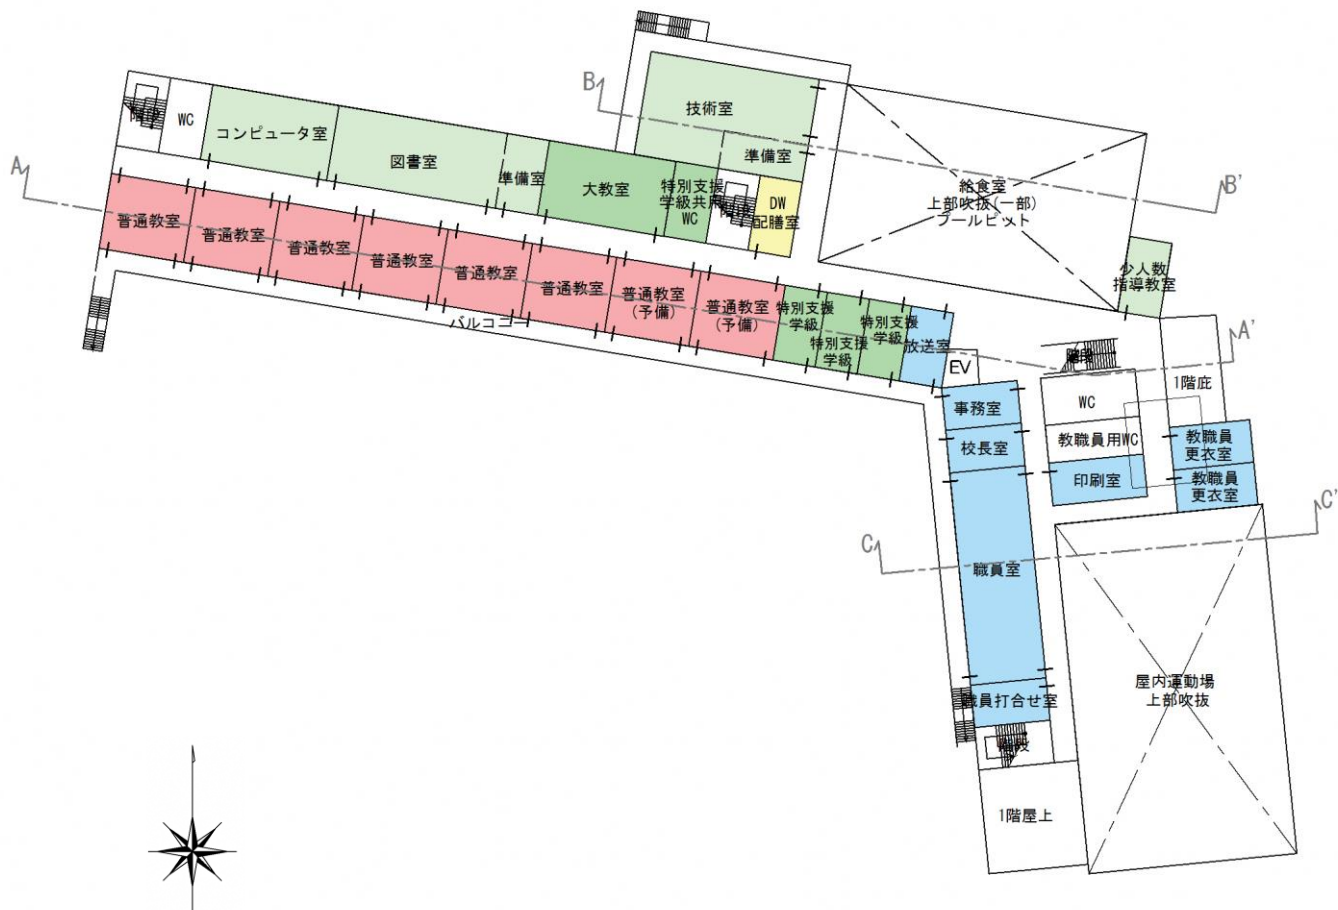 B
技術室
準備室
階段
WC
コンピュータ室
図書室
準備室
大教室
特別支援
学級共用
WC
階段
DW
配膳室
給食室
上部吹抜(一部)
プールピット
B'
少人数
指導教室
A
普通教室
普通教室
普通教室
普通教室
普通教室
普通教室
普通教室
(予備)
普通教室
(予備)
特別支援
学級
特別支援
学級
特別支援
学級
放送室
バルコニー
EV
階段
A'
1階庇
事務室
WC
校長室
教職員用WC
印刷室
教職員
更衣室
教職員
更衣室
C
C'
職員室
職員打合せ室
階段
屋内運動場
上部吹抜
1階屋上